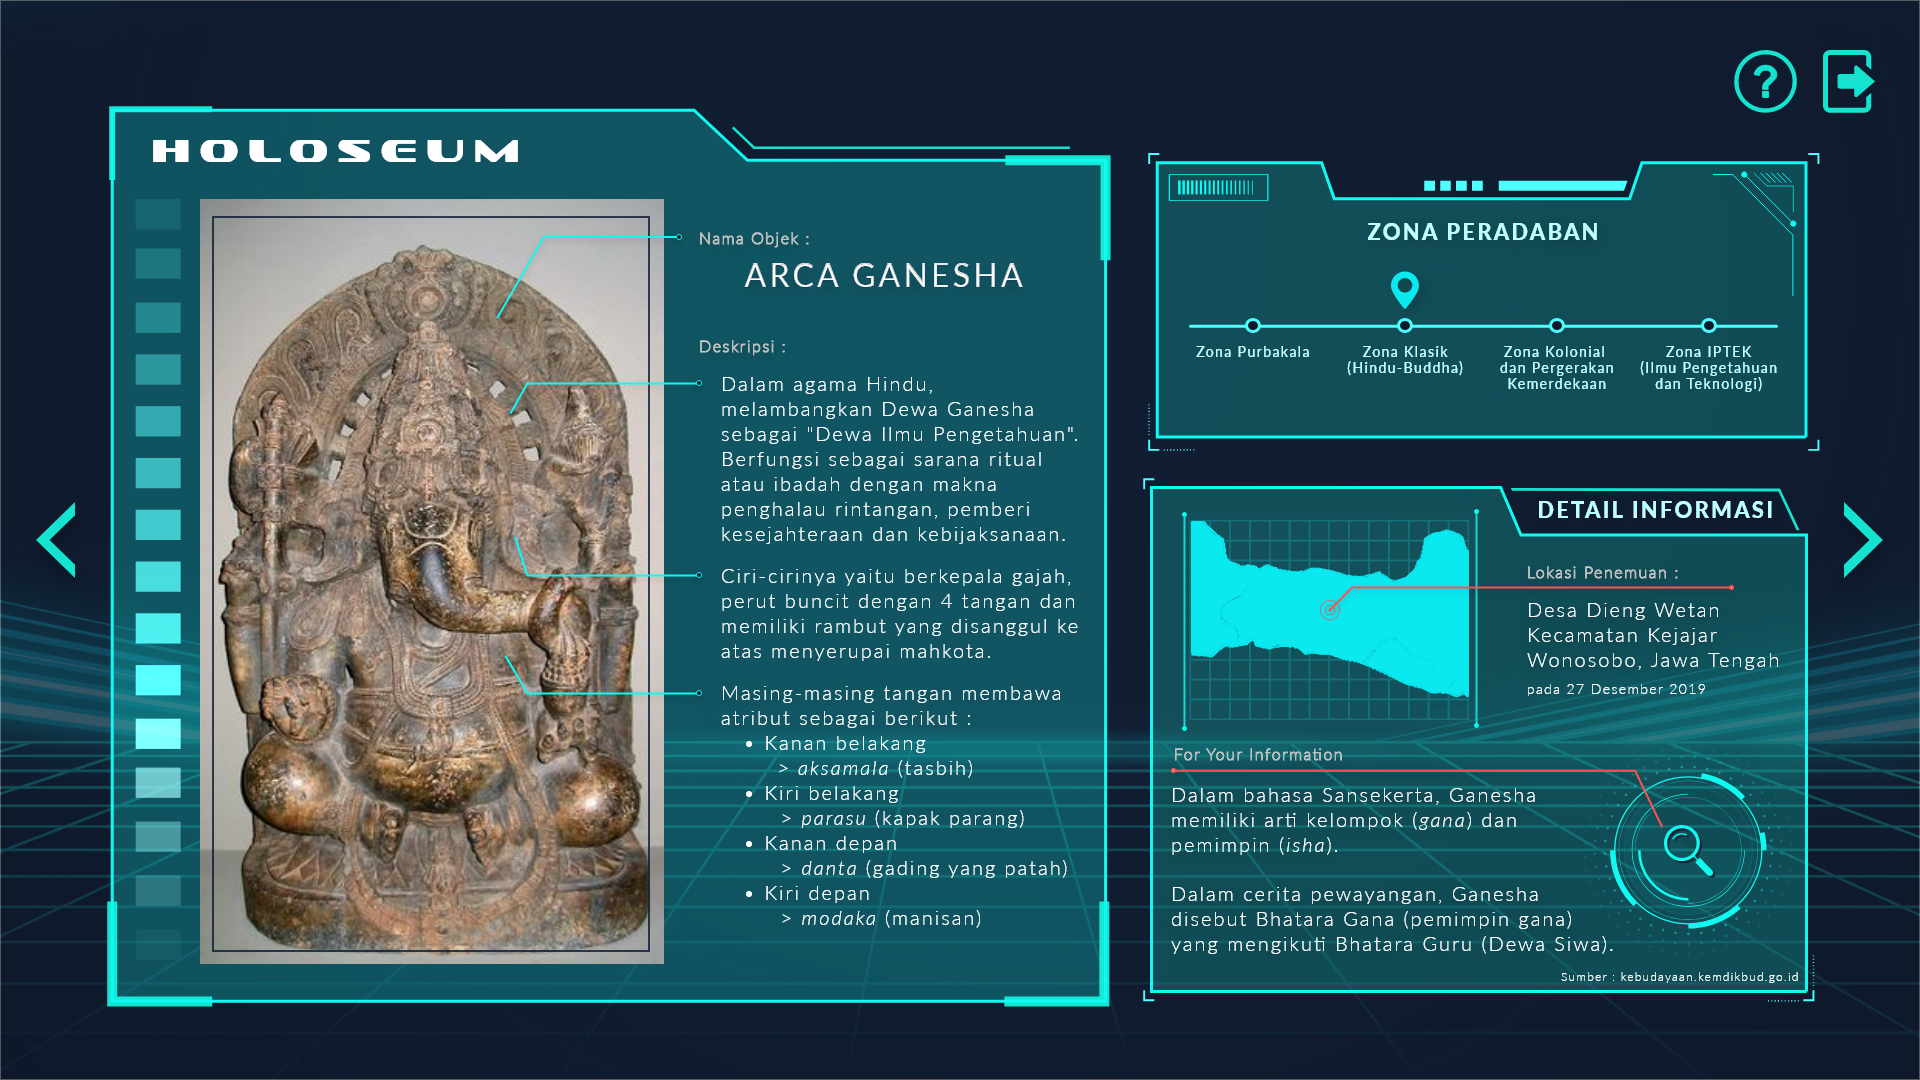 HOLOSEUM
Nama Objek :
ARCA GANESHA
Deskripsi :
Dalam agama Hindu,
melambangkan Dewa Ganesha
sebagai "Dewa Ilmu Pengetahuan".
Berfungsi sebagai sarana ritual
atau ibadah dengan makna
penghalau rintangan, pemberi
kesejahteraan dan kebijaksanaan.
Ciri-cirinya yaitu berkepala gajah,
perut buncit dengan 4 tangan dan
memiliki rambut yang disanggul ke
atas menyerupai mahkota.
Masing-masing tangan membawa
atribut sebagai berikut :
• Kanan belakang
> aksamala (tasbih)
• Kiri belakang
> parasu (kapak parang)
• Kanan depan
> danta (gading yang patah)
• Kiri depan
> modaka (manisan)
?
ZONA PERADABAN
Zona Purbakala
Zona Klasik
(Hindu-Buddha)
Zona Kolonial
dan Pergerakan
Kemerdekaan
Zona IPTEK
(Ilmu Pengetahuan
dan Teknologi)
DETAIL INFORMASI
Lokasi Penemuan :
Desa Dieng Wetan
Kecamatan Kejajar
Wonosobo, Jawa Tengah
pada 27 Desember 2019
For Your Information
Dalam bahasa Sansekerta, Ganesha
memiliki arti kelompok (gana) dan
pemimpin (isha).
Dalam cerita pewayangan, Ganesha
disebut Bhatara Gana (pemimpin gana)
yang mengikuti Bhatara Guru (Dewa Siwa).
Sumber : kebudayaan.kemdikbud.go.id